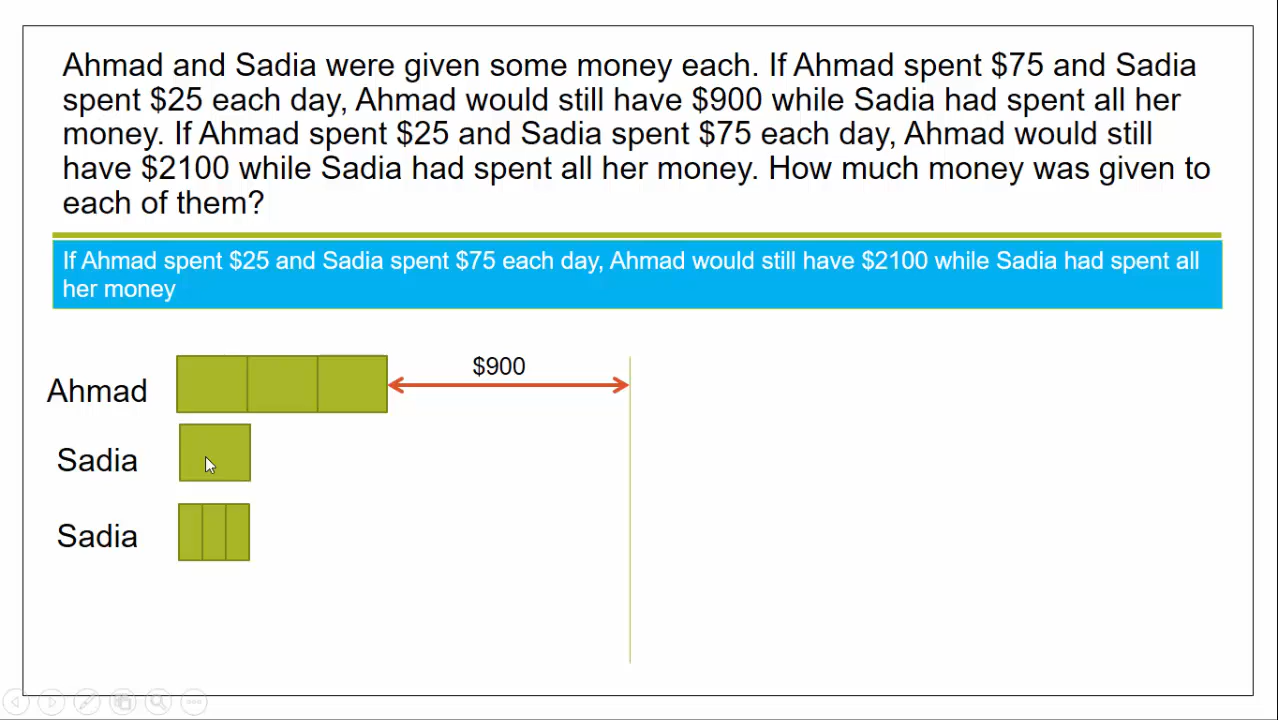 Ahmad and Sadia were given some money each. If Ahmad spent $75 and Sadia
spent $25 each day, Ahmad would still have $900 while Sadia had spent all her
money. If Ahmad spent $25 and Sadia spent $75 each day, Ahmad would still
have $2100 while Sadia had spent all her money. How much money was given to
each of them?
If Ahmad spent $25 and Sadia spent $75 each day, Ahmad would still have $2100 while Sadia had spent all
her money
$900
Ahmad
Sadia
Sadia